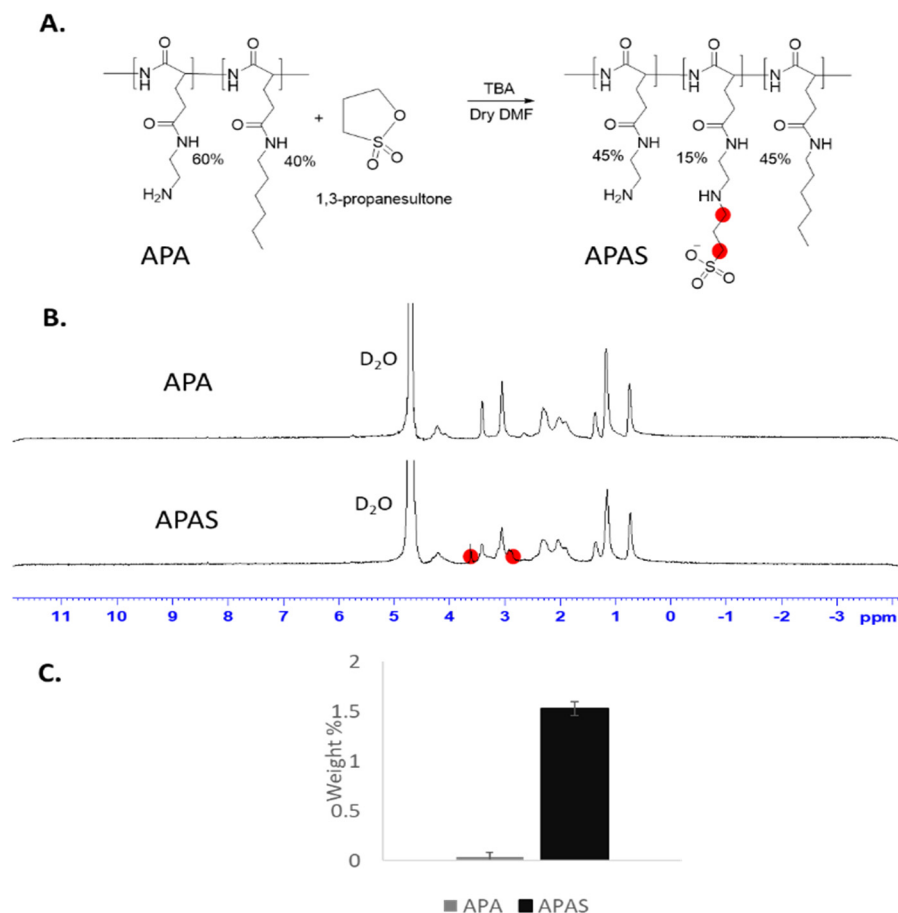 A.
O
N
H
O
N
H
O
NH
60%
H₂N
O
NH
40%
APA
+
O
S
O
O
1,3-propanesultone
TBA
Dry DMF
O
N
H
O
N
H
O
N
H
O
NH
45%
H₂N
O
NH
15%
HN
O
NH
45%
O⁻
S
O
O
APAS
B.
D₂O
APA
D₂O
APAS
11 10 9 8 7 6 5 4 3 2 1 0 -1 -2 -3 ppm
C.
2
1.5
1
0.5
0
Weight %
APA APAS